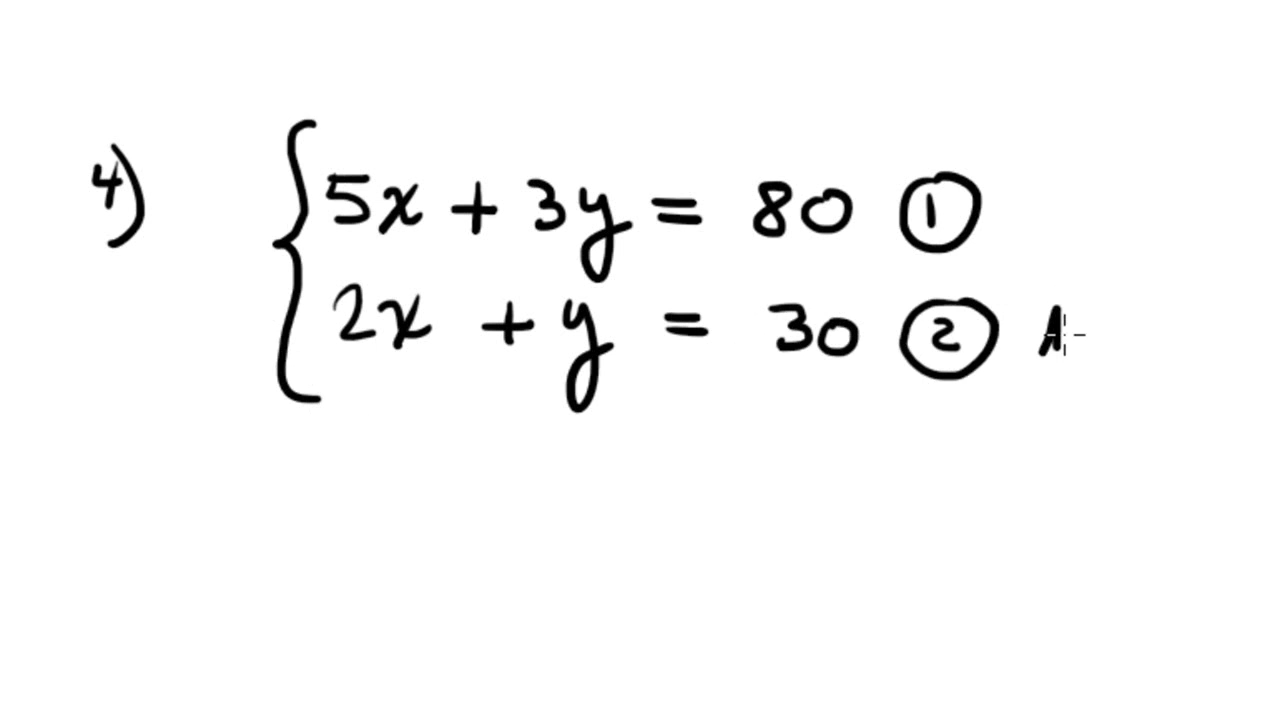 4) { 5x + 3y = 80 ①
2x + y = 30 ②